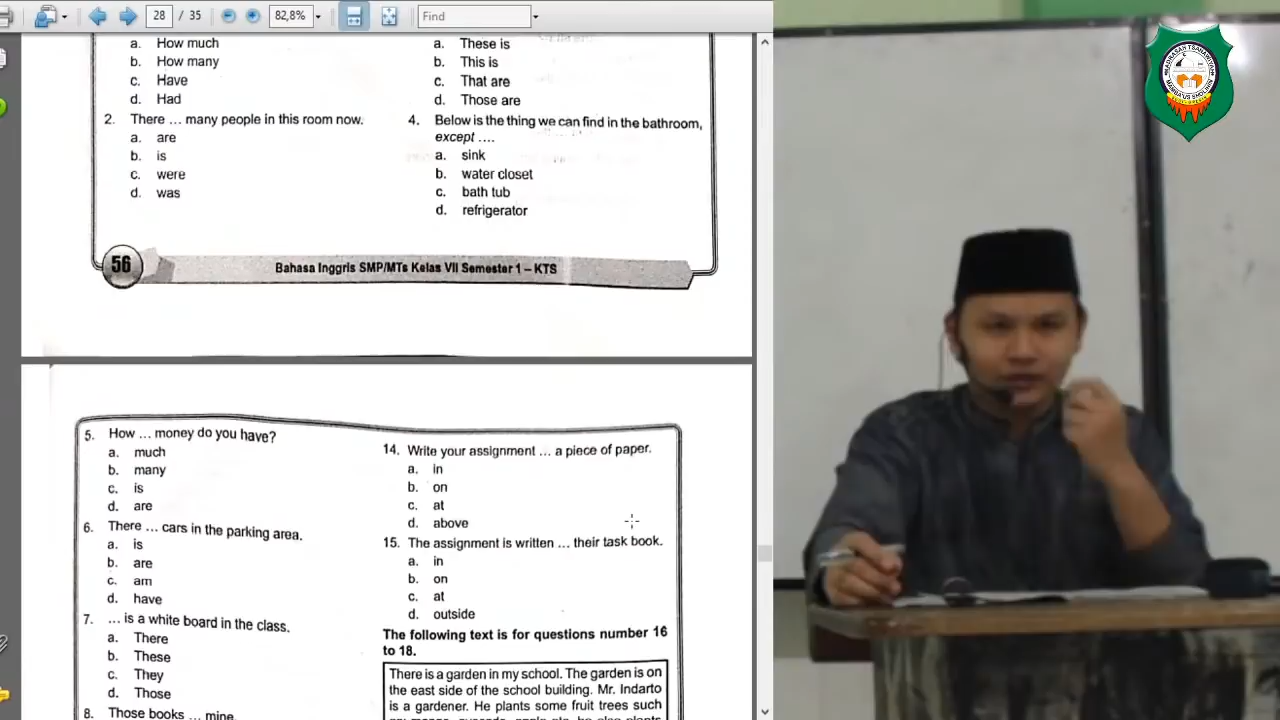 28 / 35
82,8%
Find
a. How much
b. How many
c. Have
d. Had
2. There ... many people in this room now.
a. are
b. is
c. were
d. was
a. These is
b. This is
c. That are
d. Those are
4. Below is the thing we can find in the bathroom,
except ....
a. sink
b. water closet
c. bath tub
d. refrigerator
56
Bahasa Inggris SMP/MTs Kelas VII Semester 1 – KTS
5. How ... money do you have?
a. much
b. many
c. is
d. are
6. There ... cars in the parking area.
a. is
b. are
c. am
d. have
7. ... is a white board in the class.
a. There
b. These
c. They
d. Those
8. Those books ... mine.
14. Write your assignment ... a piece of paper.
a. in
b. on
c. at
d. above
15. The assignment is written ... their task book.
a. in
b. on
c. at
d. outside
The following text is for questions number 16
to 18.
There is a garden in my school. The garden is on
the east side of the school building. Mr. Indarto
is a gardener. He plants some fruit trees such
MADRASAH TSANAWIYAH